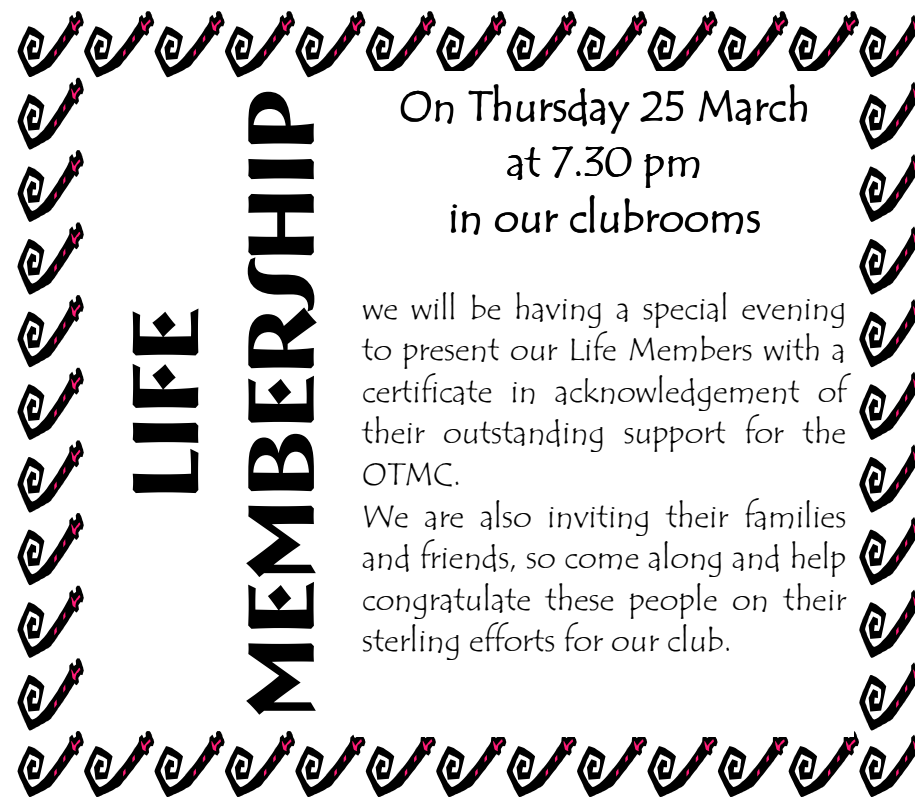 LIFE
MEMBERSHIP
On Thursday 25 March
at 7.30 pm
in our clubrooms
we will be having a special evening
to present our Life Members with a
certificate in acknowledgement of
their outstanding support for the
OTMC.
We are also inviting their families
and friends, so come along and help
congratulate these people on their
sterling efforts for our club.